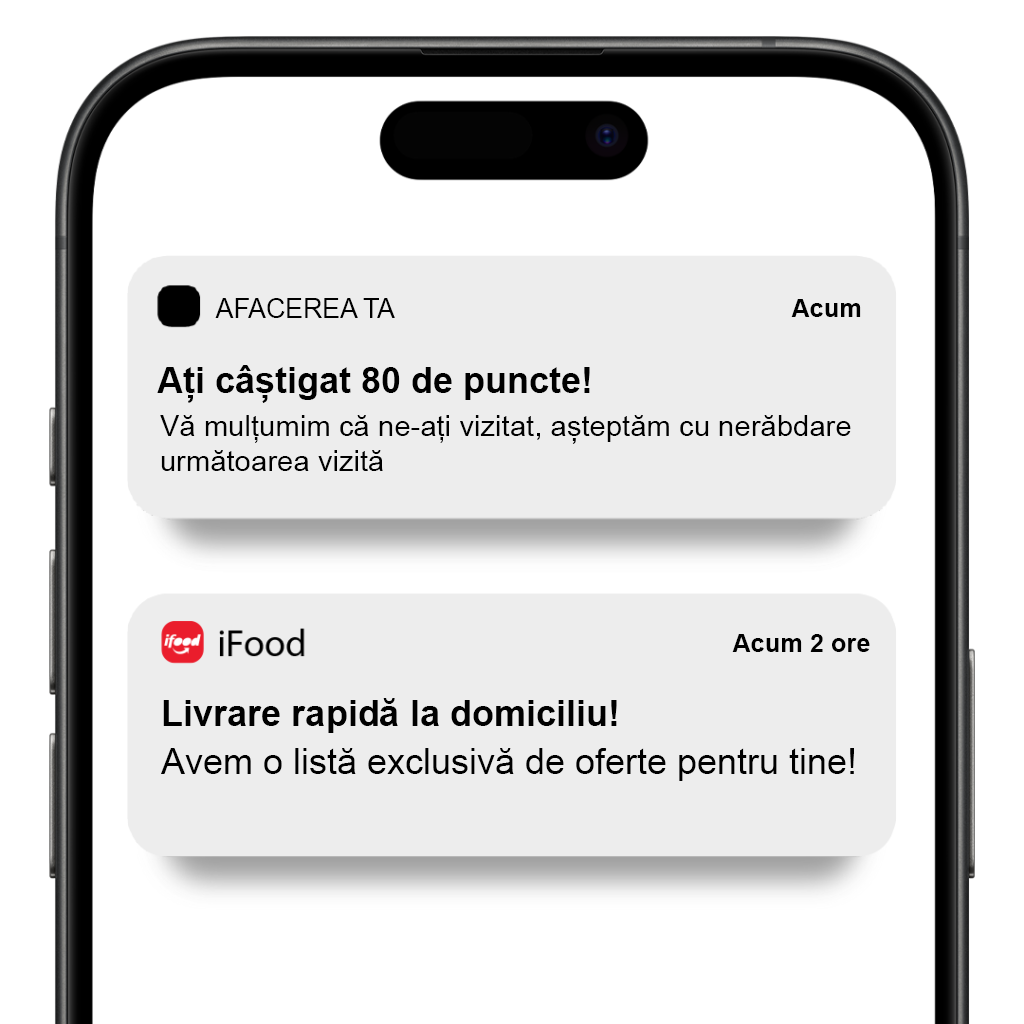 AFACEREA TA
Acum
Ați câștigat 80 de puncte!
Vă mulțumim că ne-ați vizitat, așteptăm cu nerăbdare
următoarea vizită
ifood
iFood
Acum 2 ore
Livrare rapidă la domiciliu!
Avem o listă exclusivă de oferte pentru tine!